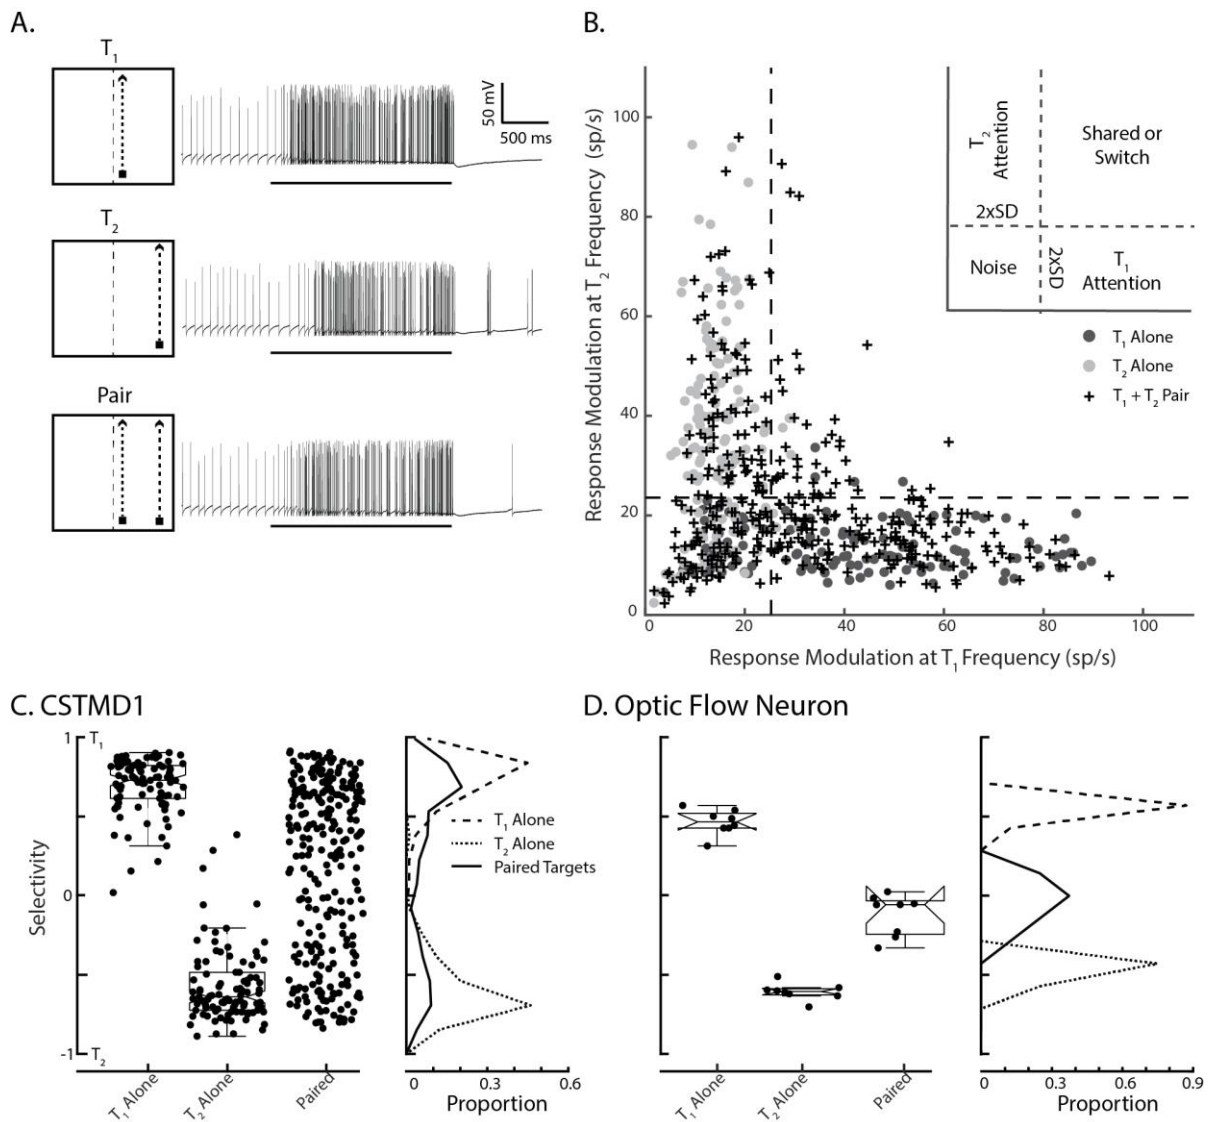 A.
T1
50 mV
500 ms
T2
Pair
B.
Response Modulation at T2 Frequency (sp/s)
100
80
60
40
20
0
0 20 40 60 80 100
Response Modulation at T1 Frequency (sp/s)
T2
Attention
Shared or
Switch
2xSD
Noise
2xSD
T1
Attention
T1 Alone
T2 Alone
T1 + T2 Pair
C. CSTMD1
Selectivity
1 T1
0
-1 T2
T1 Alone
T2 Alone
Paired
T1 Alone
T2 Alone
Paired Targets
0 0.3 0.6
Proportion
D. Optic Flow Neuron
T1 Alone
T2 Alone
Paired
0 0.3 0.6 0.9
Proportion